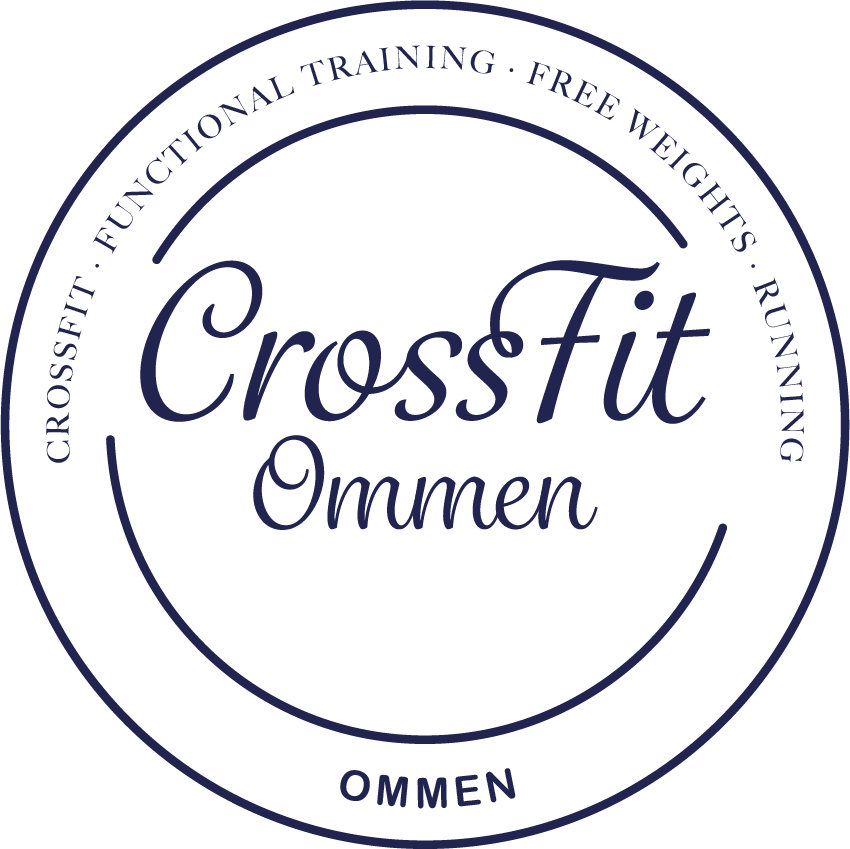 CROSSFIT · FUNCTIONAL TRAINING · FREE WEIGHTS · RUNNING
CrossFit
Ommen
OMMEN